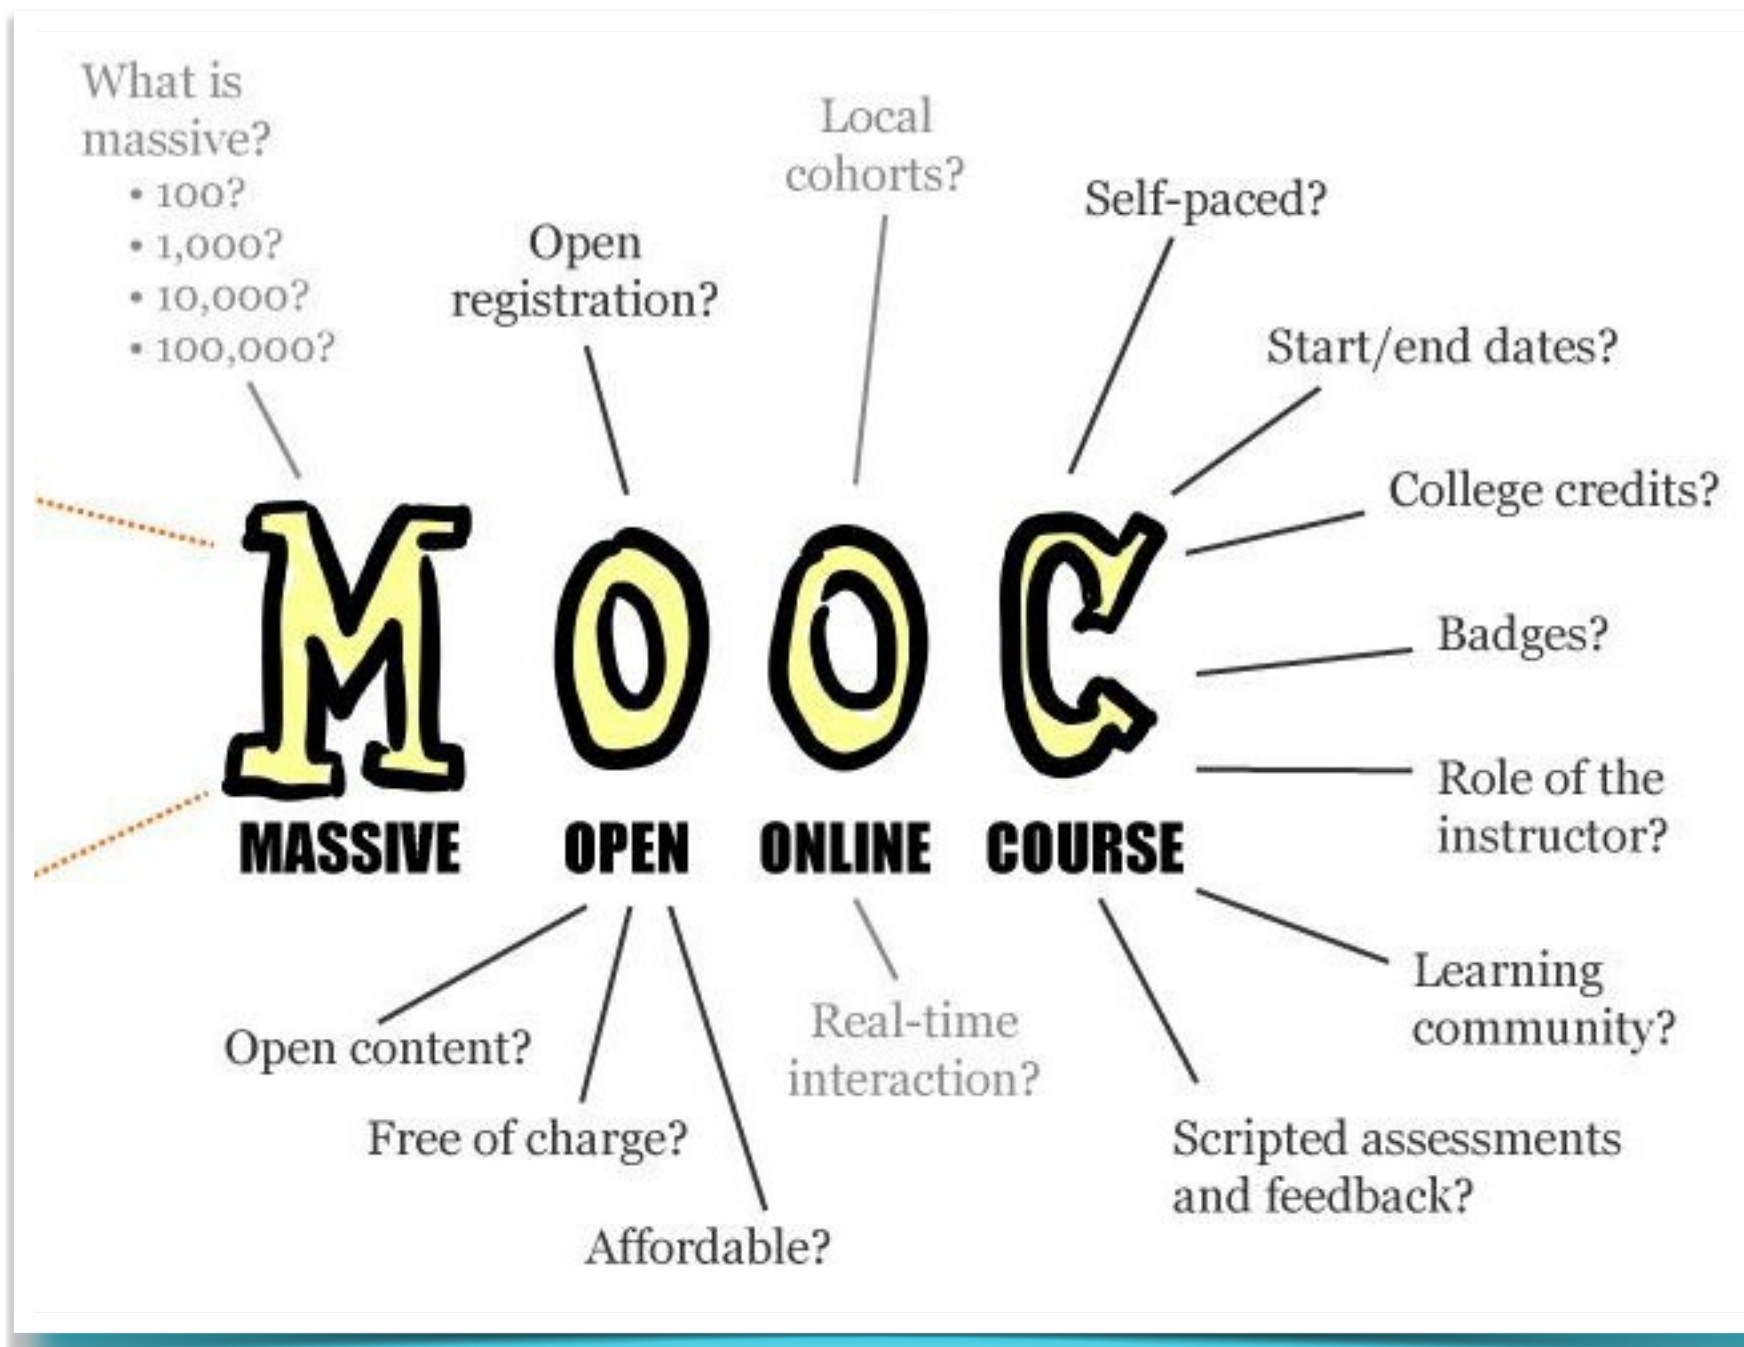 What is
massive?
• 100?
• 1,000?
• 10,000?
• 100,000?
Open
registration?
Local
cohorts?
Self-paced?
Start/end dates?
College credits?
Badges?
Role of the
instructor?
Learning
community?
Scripted assessments
and feedback?
MOOC
MASSIVE OPEN ONLINE COURSE
Open content?
Free of charge?
Affordable?
Real-time
interaction?